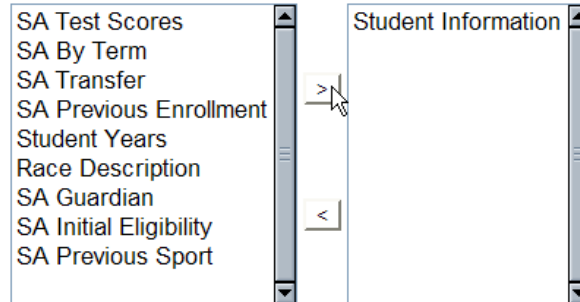 SA Test Scores
SA By Term
SA Transfer
SA Previous Enrollment
Student Years
Race Description
SA Guardian
SA Initial Eligibility
SA Previous Sport
>
<
Student Information